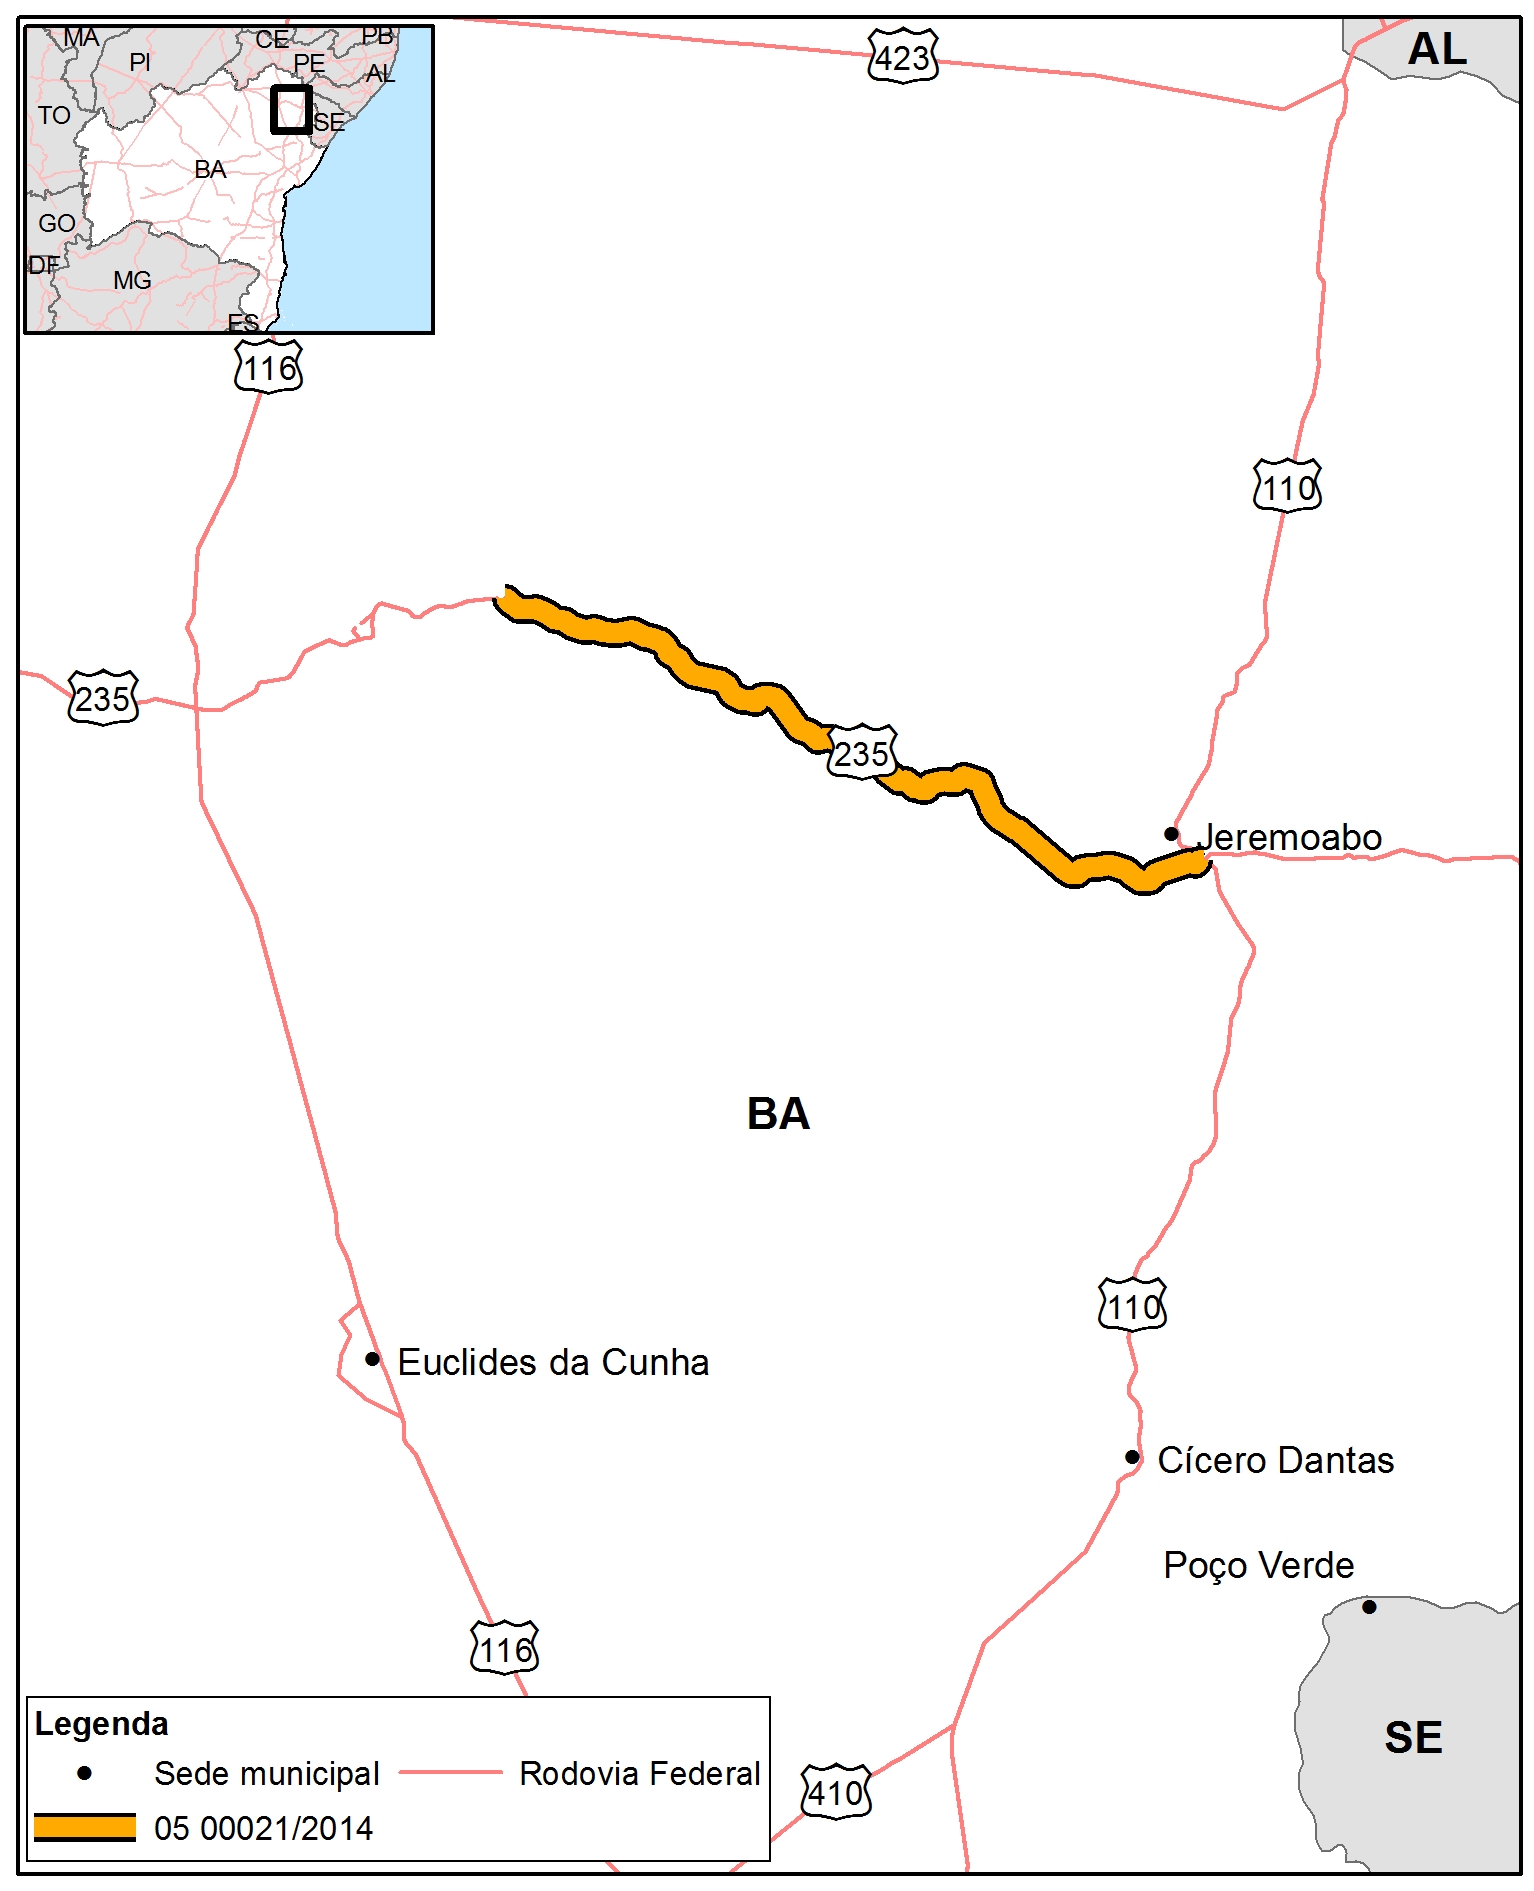 MA
CE
PB
PI
PE
AL
TO
SE
BA
GO
DF
MG
ES
423
AL
116
110
235
235
Jeremoabo
BA
110
Euclides da Cunha
Cícero Dantas
Poço Verde
116
SE
410
Legenda
Sede municipal
Rodovia Federal
05 00021/2014